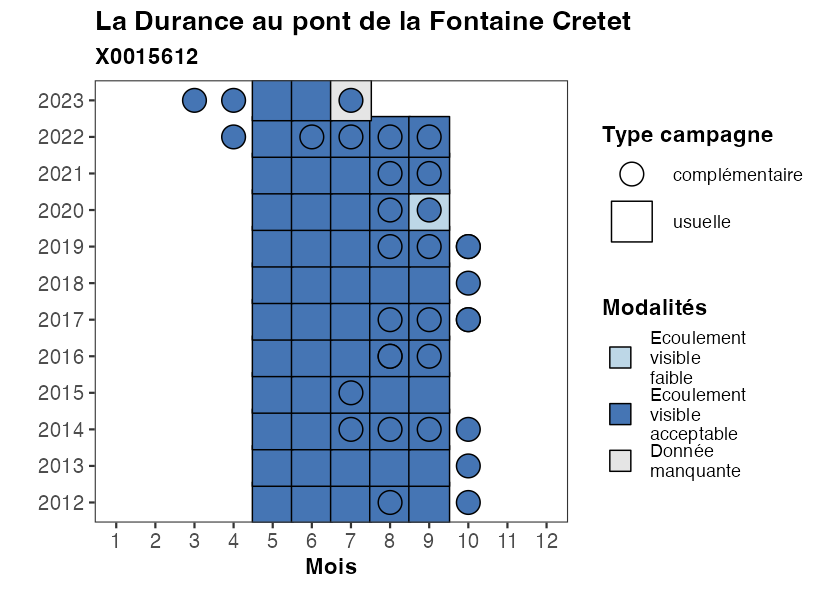 La Durance au pont de la Fontaine Cretet
X0015612
2023
2022
2021
2020
2019
2018
2017
2016
2015
2014
2013
2012
1 2 3 4 5 6 7 8 9 10 11 12
Mois
Type campagne
complémentaire
usuelle
Modalités
Ecoulement
visible
faible
Ecoulement
visible
acceptable
Donnée
manquante